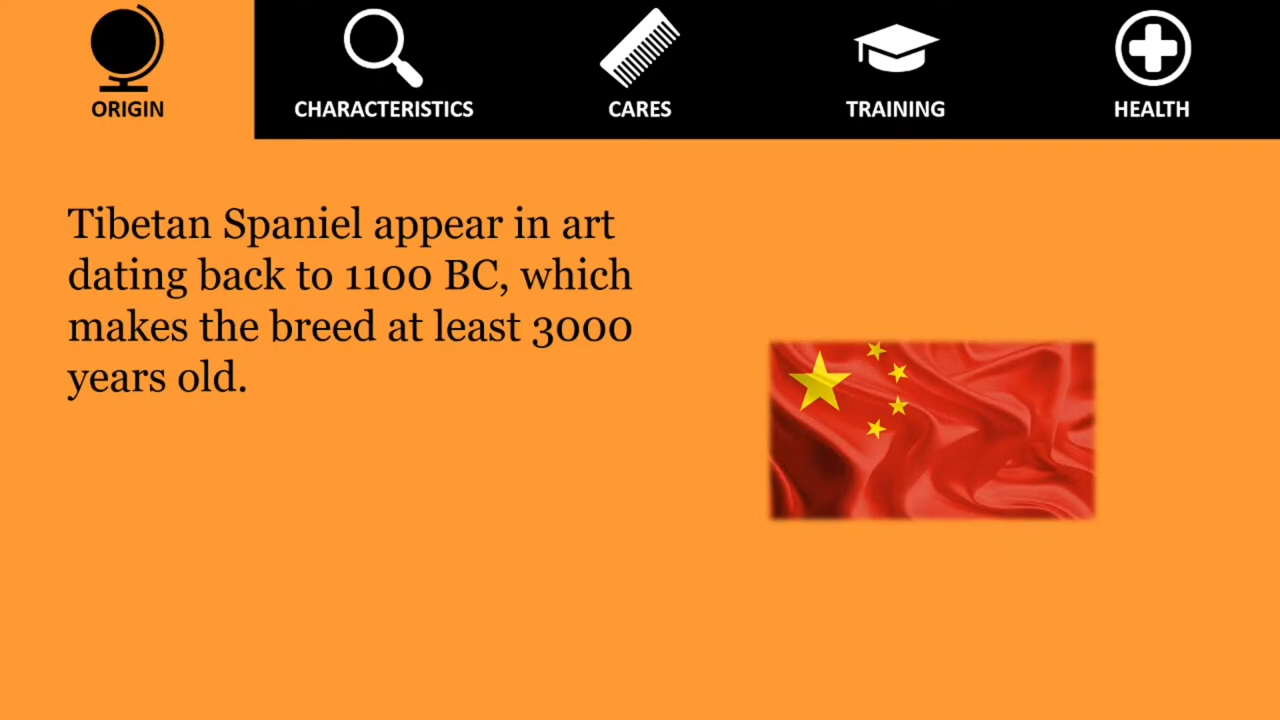 ORIGIN
CHARACTERISTICS
CARES
TRAINING
HEALTH
Tibetan Spaniel appear in art
dating back to 1100 BC, which
makes the breed at least 3000
years old.